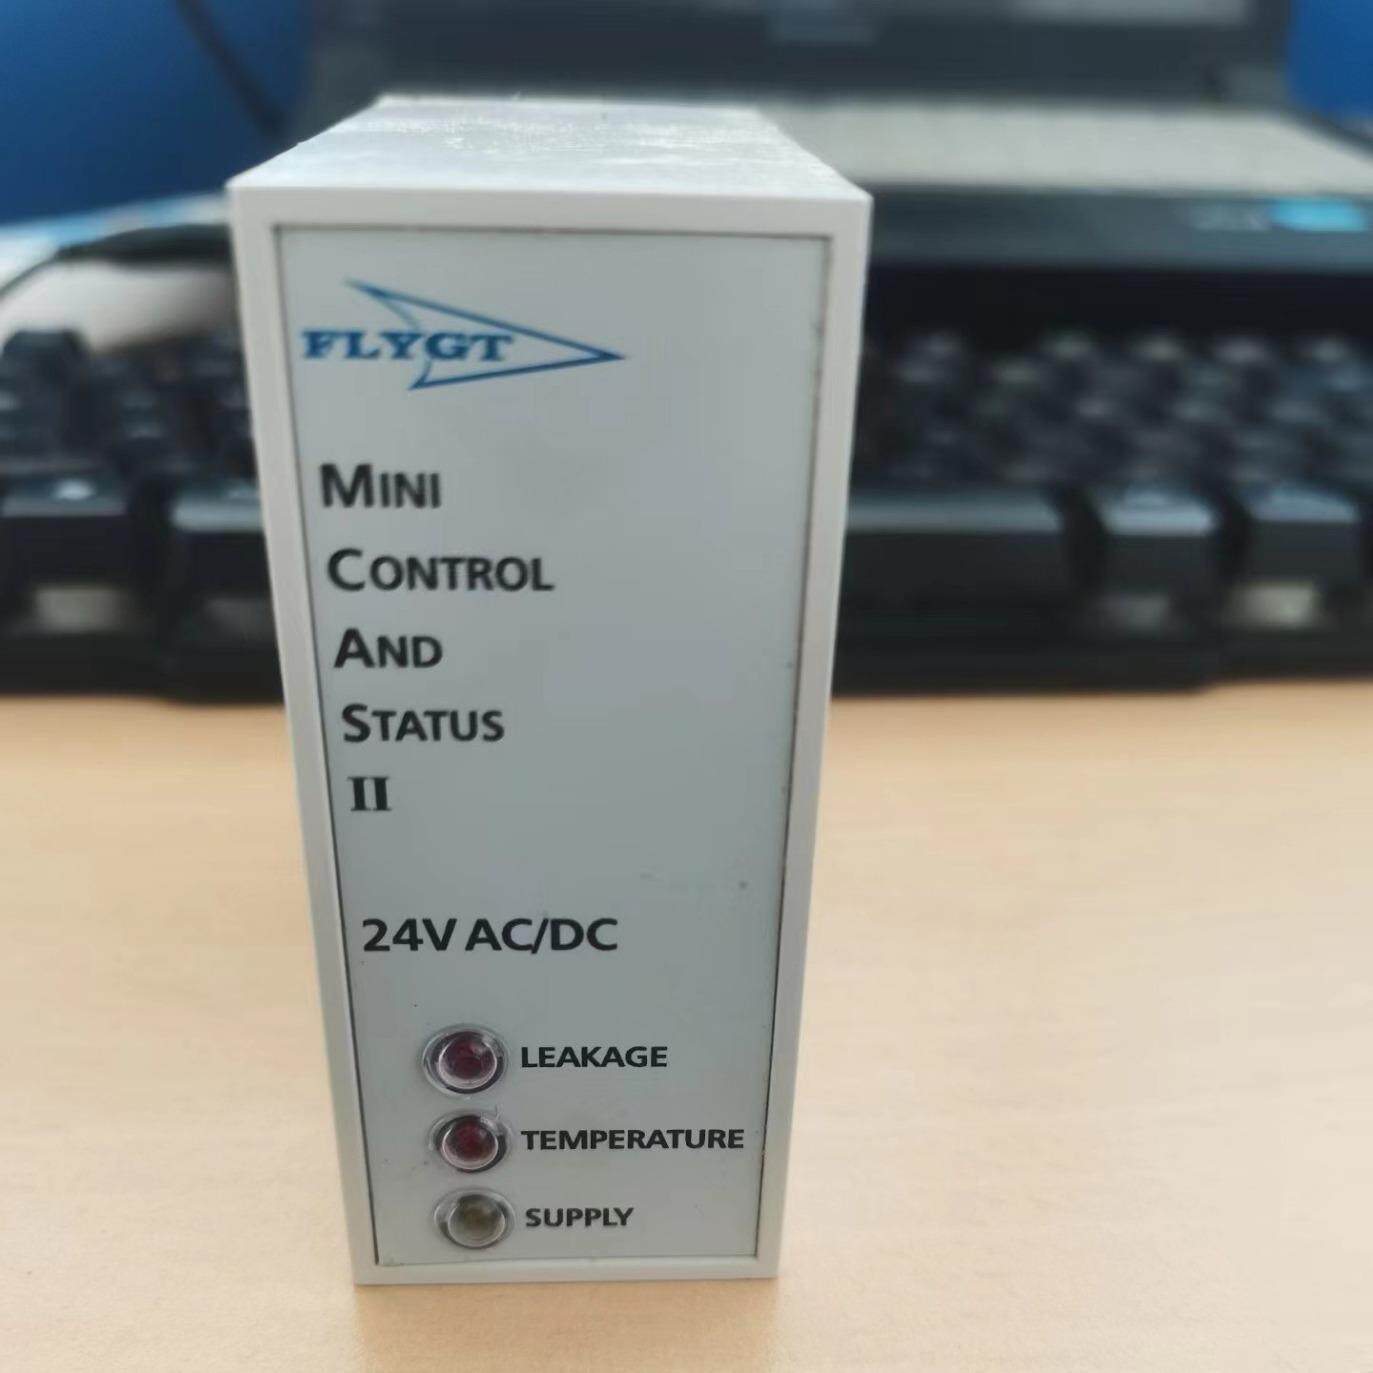 FLYGT
MINI
CONTROL
AND
STATUS
II
24V AC/DC
LEAKAGE
TEMPERATURE
SUPPLY